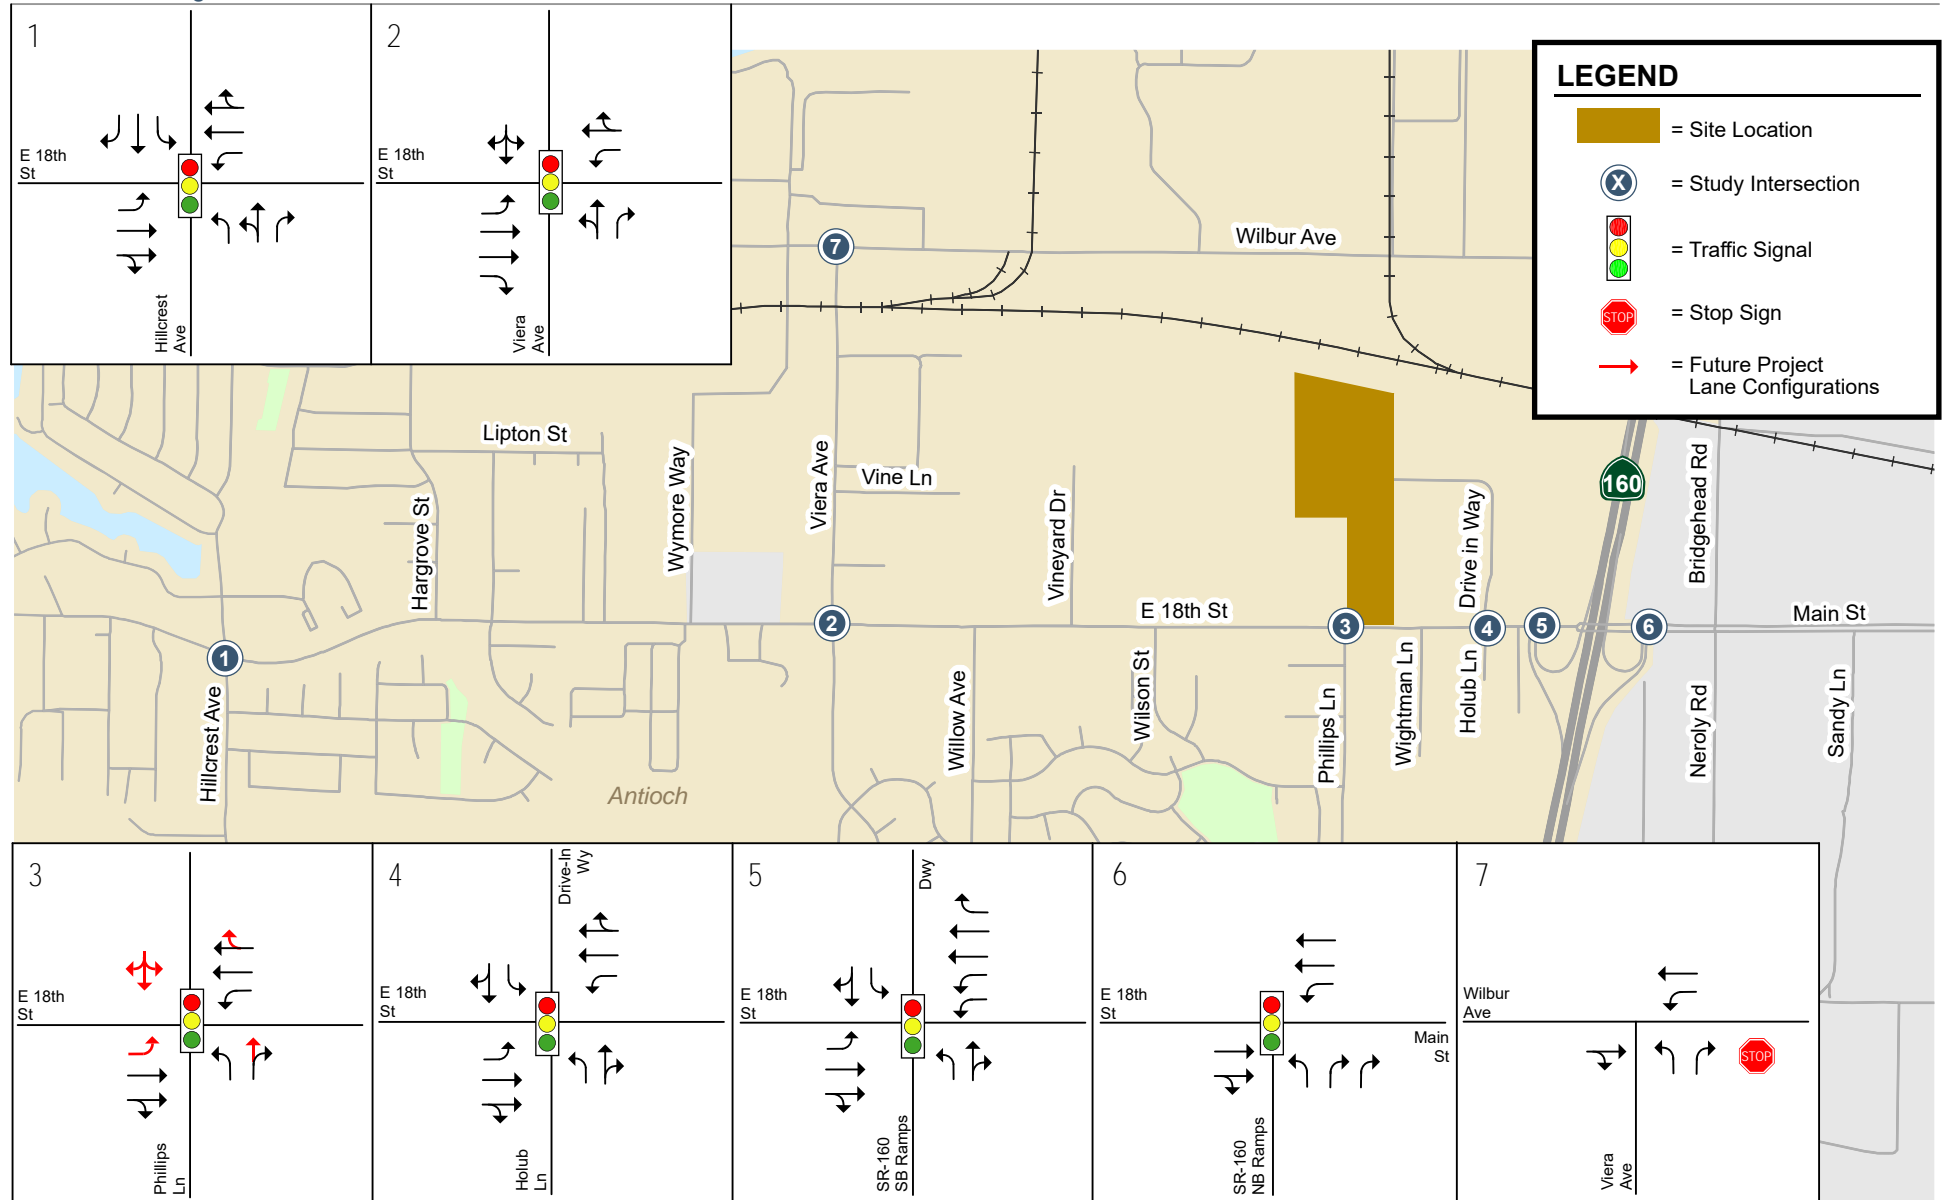 1
E 18th
St
Hillcrest
Ave
2
E 18th
St
Viera
Ave
LEGEND
= Site Location
X
= Study Intersection
= Traffic Signal
STOP
= Stop Sign
= Future Project
Lane Configurations
7
Wilbur Ave
Lipton St
Hargrove St
Wymore Way
Viera Ave
Vine Ln
Vineyard Dr
Drive in Way
160
Bridgehead Rd
E 18th St
Main St
1
2
3
4
5
6
Hillcrest Ave
Antioch
Willow Ave
Wilson St
Phillips Ln
Wightman Ln
Holub Ln
Neroly Rd
Sandy Ln
3
E 18th
St
Phillips
Ln
4
Drive-In
Wy
E 18th
St
Holub
Ln
5
Dwy
E 18th
St
SR-160
SB Ramps
6
E 18th
St
Main
St
SR-160
NB Ramps
7
Wilbur
Ave
STOP
Viera
Ave